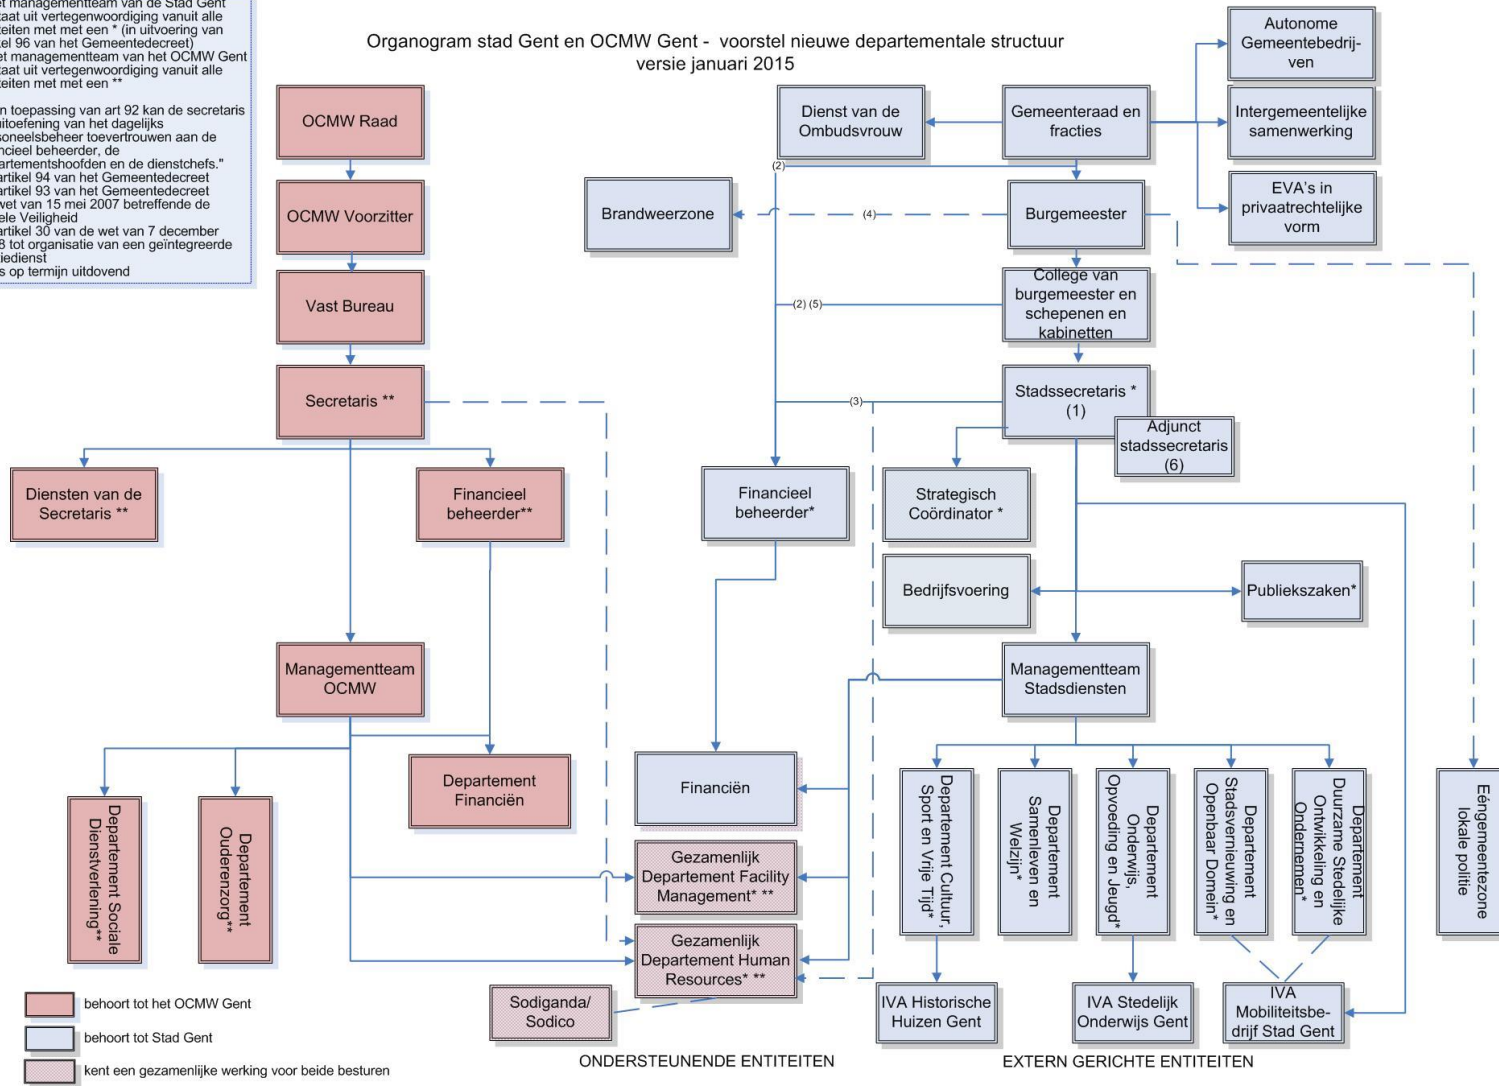 et managementteam van de Stad Gent
taat uit vertegenwoordiging vanuit alle
teiten met met een * (in uitvoering van
el 96 van het Gemeentedecreet)
et managementteam van het OCMW Gent
taat uit vertegenwoordiging vanuit alle
teiten met met een **
n toepassing van art 92 kan de secretaris
uitoefening van het dagelijks
soneelsbeheer toevertrouwen aan de
ncieel beheerder, de
artementshoofden en de dienstchefs."
artikel 94 van het Gemeentedecreet
artikel 93 van het Gemeentedecreet
wet van 15 mei 2007 betreffende de
ele Veiligheid
artikel 30 van de wet van 7 december
8 tot organisatie van een geïntegreerde
iedienst
s op termijn uitdovend
Organogram stad Gent en OCMW Gent - voorstel nieuwe departementale structuur
versie januari 2015
Autonome
Gemeentebedrij-
ven
OCMW Raad
Dienst van de
Ombudsvrouw
Gemeenteraad en
fracties
Intergemeentelijke
samenwerking
(2)
OCMW Voorzitter
Brandweerzone
(4)
Burgemeester
EVA's in
privaatrechtelijke
vorm
Vast Bureau
(2) (5)
College van
burgemeester en
schepenen en
kabinetten
Secretaris **
(3)
Stadssecretaris *
(1)
Adjunct
stadssecretaris
(6)
Diensten van de
Secretaris **
Financieel
beheerder**
Financieel
beheerder*
Strategisch
Coördinator *
Bedrijfsvoering
Publiekszaken*
Managementteam
OCMW
Managementteam
Stadsdiensten
Departement
Financiën
Financiën
Departement Sociale
Dienstverlening**
Departement
Ouderenzorg**
Gezamenlijk
Departement Facility
Management* **
Gezamenlijk
Departement Human
Resources* **
Departement Cultuur,
Sport en Vrije Tijd*
Departement
Samenleven en
Welzijn*
Departelment
Onderwijs,
Opvoeding en Jeugd*
Departement
Stadsvernieuwing en
Openbaar Domein*
Departement
Duurzame Stedelijke
Ontwikkeling en
Ondernemen*
Eéngemeentezone
lokale politie
Sodiganda/
Sodico
IVA Historische
Huizen Gent
IVA Stedelijk
Onderwijs Gent
IVA
Mobiliteitsbe-
drijf Stad Gent
behoort tot het OCMW Gent
behoort tot Stad Gent
kent een gezamenlijke werking voor beide besturen
ONDERSTEUNENDE ENTITEITEN
EXTERN GERICHTE ENTITEITEN